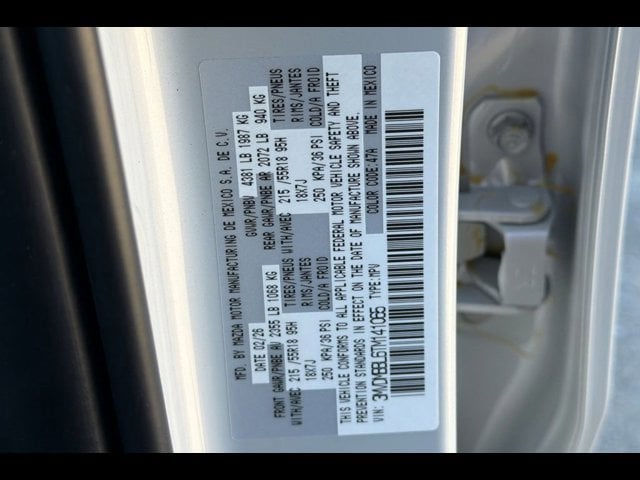 MFD. BY MAZDA MOTOR MANUFACTURING DE MEXICO S.A. DE C.V.
DATE 02/26 GVWR/PNBV 4381 LB 1987 KG
FRONT GAWR/PNBE AV 2355 LB 1068 KG REAR GAWR/PNBE AR 2072 LB 940 KG
WITH/AVEC 215 /55R18 95H TIRES/PNEUS WITH/AVEC 215 /55R18 95H TIRES/PNEUS
18X7J RIMS/JANTES 18X7J RIMS/JANTES
250 KPA/36 PSI COLD/A FROID 250 KPA/36 PSI COLD/A FROID
THIS VEHICLE CONFORMS TO ALL APPLICABLE FEDERAL MOTOR VEHICLE SAFETY AND THEFT
PREVENTION STANDARDS IN EFFECT ON THE DATE OF MANUFACTURE SHOWN ABOVE.
VIN: TYPE: MPV COLOR CODE: 47A MADE IN MEXICO